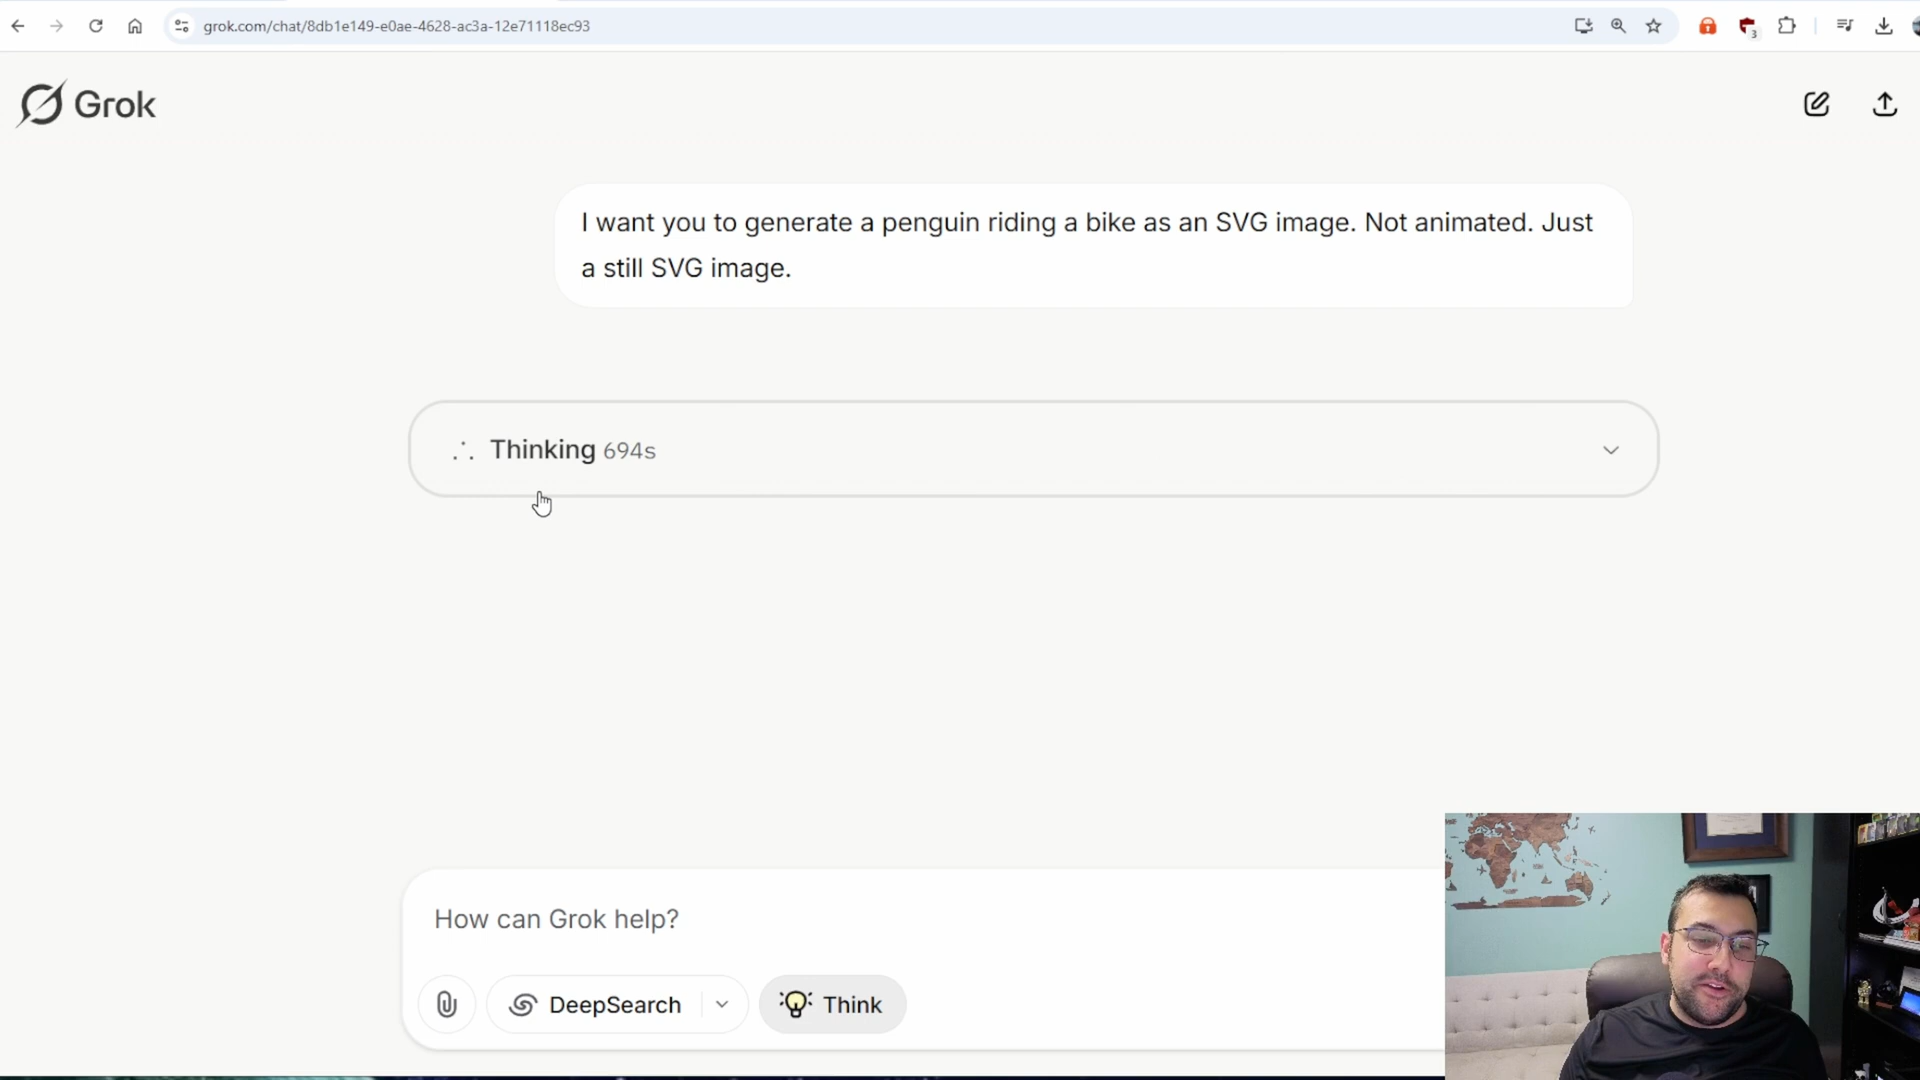 grok.com/chat/8db1e149-e0ae-4628-ac3a-12e71118ec93
3
Grok
I want you to generate a penguin riding a bike as an SVG image. Not animated. Just
a still SVG image.
Thinking 694s
How can Grok help?
DeepSearch
Think